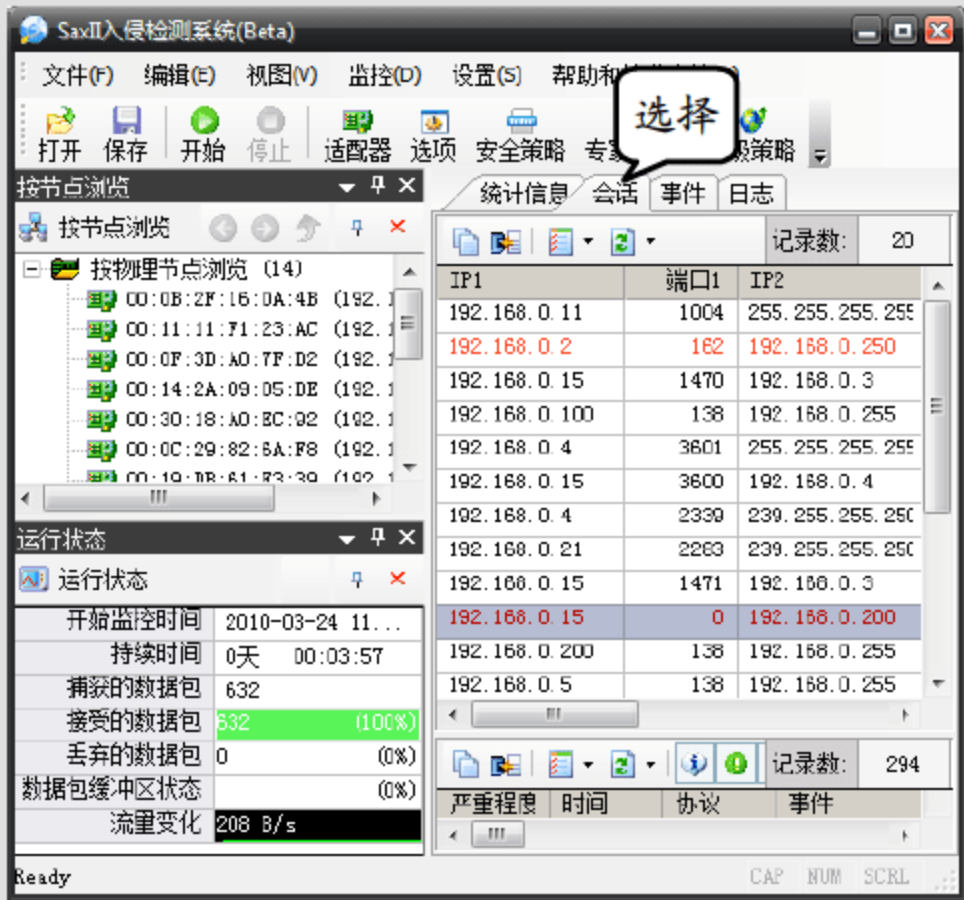 SaxII入侵检测系统(Beta)
文件(F) 编辑(E) 视图(V) 监控(D) 设置(S) 帮助和
选择
打开 保存 开始 停止 适配器 选项 安全策略 专 策略
按节点浏览
统计信息 会话 事件 日志
按节点浏览
记录数: 20
按物理节点浏览 (14)
IP1 端口1 IP2
00:0B:2F:16:0A:4B (192.1
00:11:11:F1:23:AC (192.1
00:0F:3D:A0:7F:D2 (192.1
00:14:2A:09:05:DE (192.1
00:30:18:A0:EC:92 (192.1
00:0C:29:82:6A:F8 (192.1
00:19:DB:61:F3:39 (192.1
192.168.0.11 1004 255.255.255.255
192.168.0.2 162 192.168.0.250
192.168.0.15 1470 192.168.0.3
192.168.0.100 138 192.168.0.255
192.168.0.4 3601 255.255.255.255
192.168.0.15 3600 192.168.0.4
192.168.0.4 2339 239.255.255.250
192.168.0.21 2263 239.255.255.250
192.168.0.15 1471 192.168.0.3
192.168.0.15 0 192.168.0.200
192.168.0.200 138 192.168.0.255
192.168.0.5 138 192.168.0.255
运行状态
运行状态
开始监控时间 2010-03-24 11...
持续时间 0天 00:03:57
捕获的数据包 632
接受的数据包 632 (100%)
丢弃的数据包 0 (0%)
数据包缓冲区状态 (0%)
流量变化 208 B/s
记录数: 294
严重程度 时间 协议 事件
Ready
CAP NUM SCRL